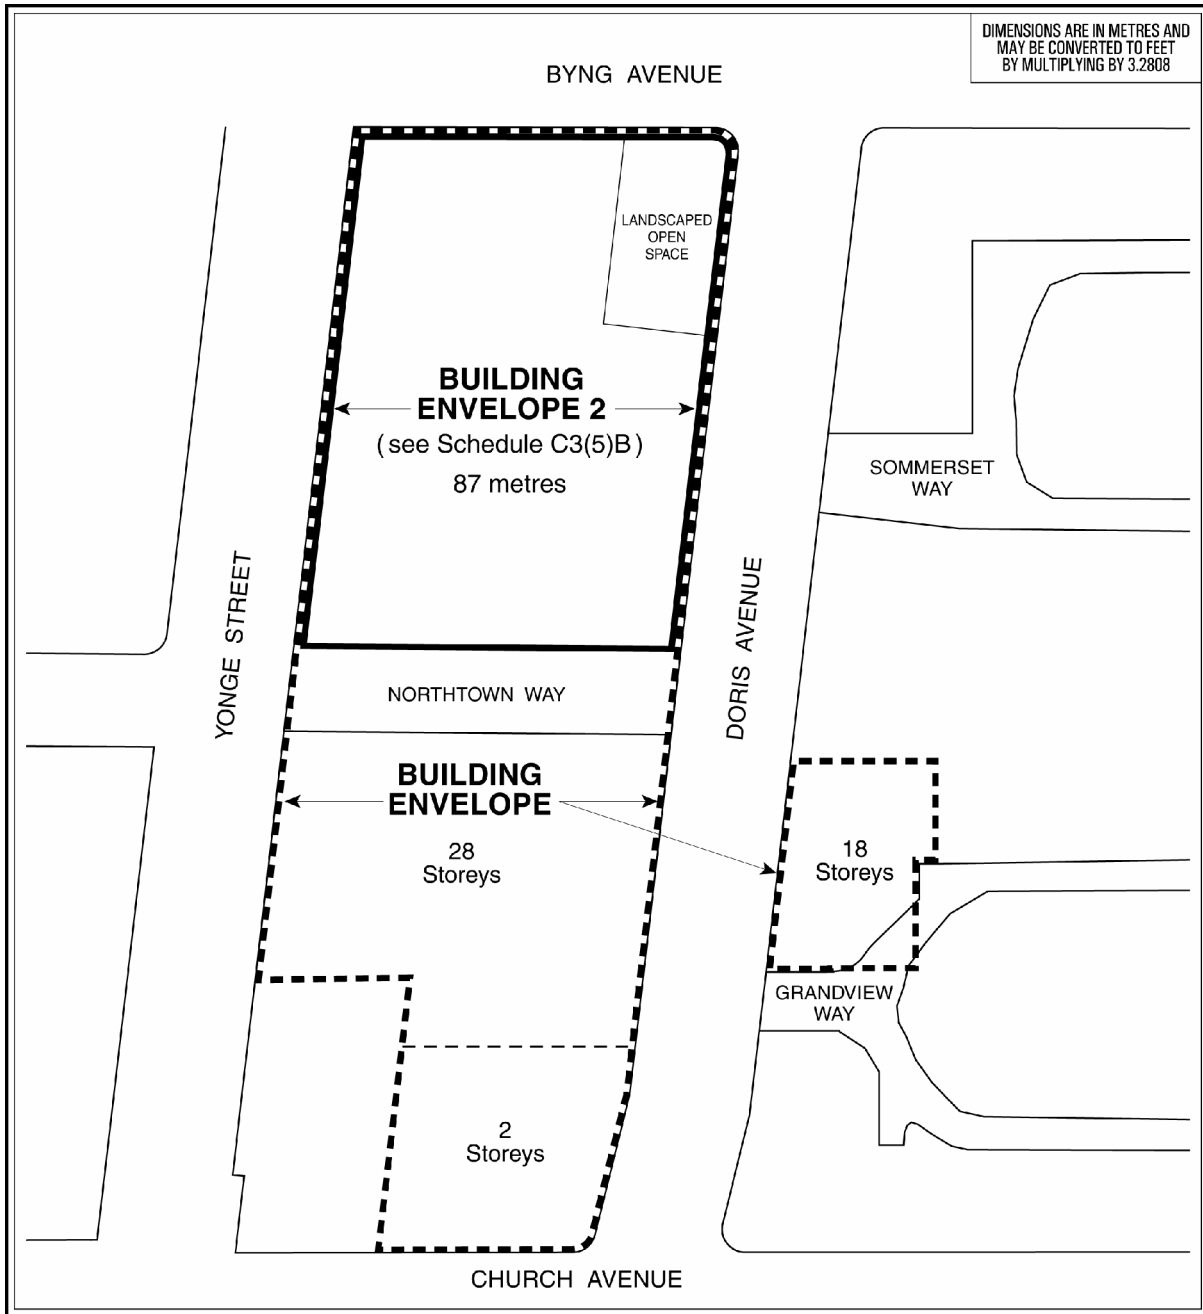 DIMENSIONS ARE IN METRES AND
MAY BE CONVERTED TO FEET
BY MULTIPLYING BY 3.2808
BYNG AVENUE
LANDSCAPED
OPEN
SPACE
BUILDING
ENVELOPE 2
( see Schedule C3(5)B )
87 metres
SOMMERSET
WAY
YONGE STREET
DORIS AVENUE
NORTHTOWN WAY
BUILDING
ENVELOPE
28
Storeys
18
Storeys
GRANDVIEW
WAY
2
Storeys
CHURCH AVENUE